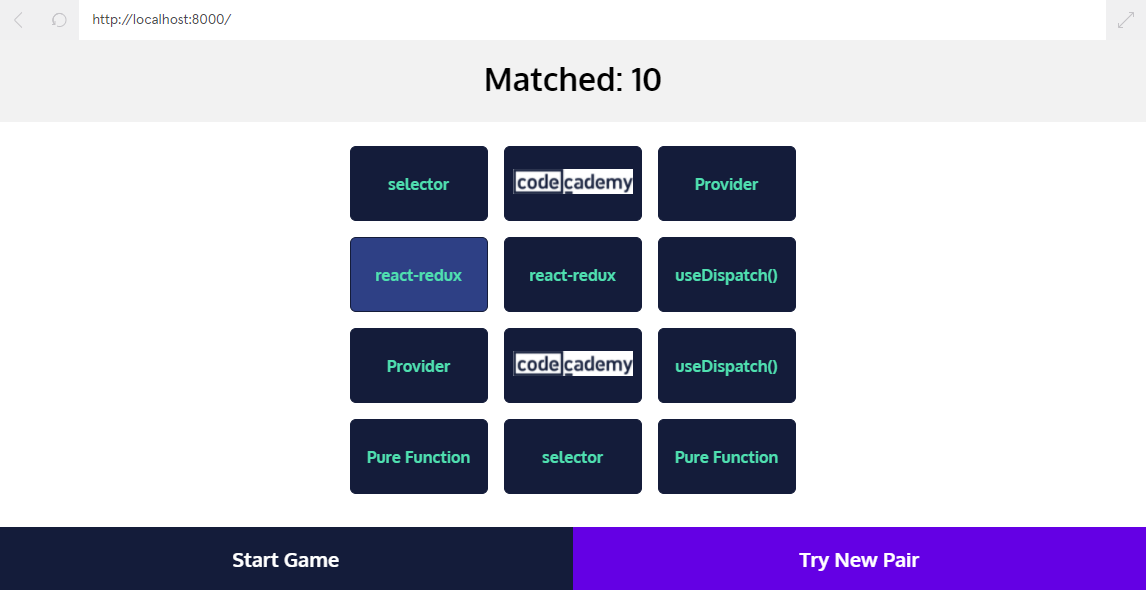 http://localhost:8000/
Matched: 10
selector
codecademy
Provider
react-redux
react-redux
useDispatch()
Provider
codecademy
useDispatch()
Pure Function
selector
Pure Function
Start Game
Try New Pair